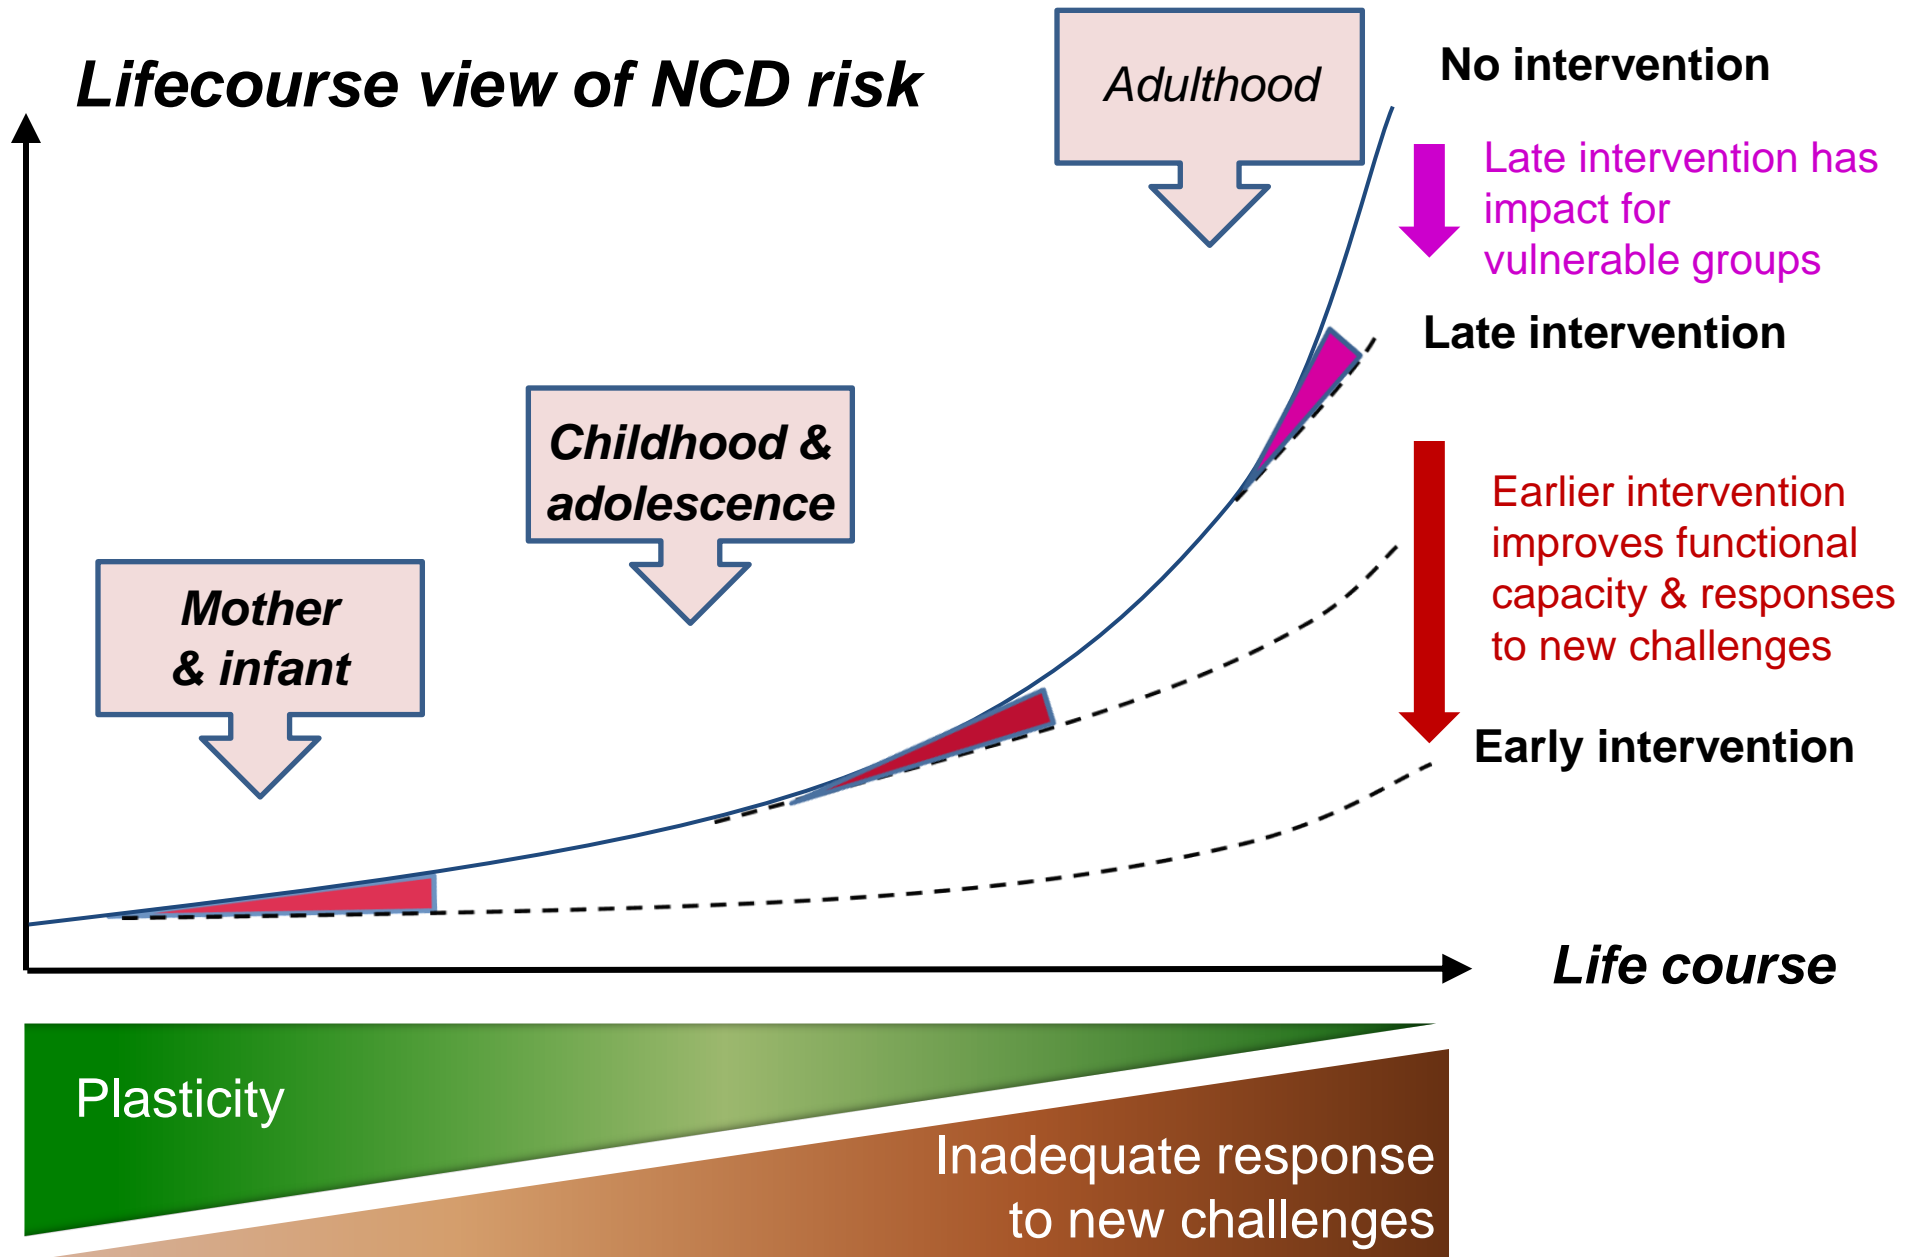 Lifecourse view of NCD risk
Adulthood
No intervention
Late intervention has
impact for
vulnerable groups
Late intervention
Childhood &
adolescence
Earlier intervention
improves functional
capacity & responses
to new challenges
Mother
& infant
Early intervention
Life course
Plasticity
Inadequate response
to new challenges